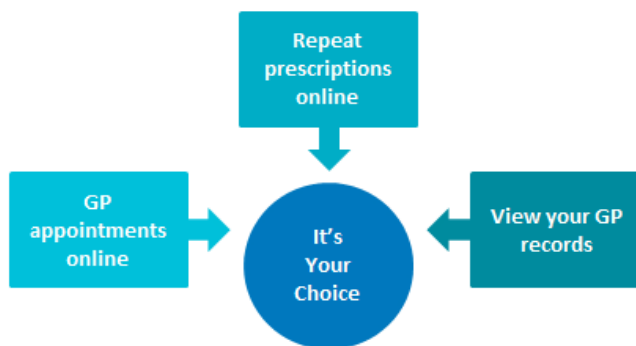 Repeat
prescriptions
online
GP
appointments
online
It's
Your
Choice
View your GP
records